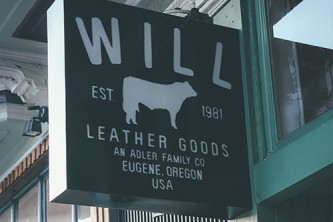 WILL
EST. 1981
LEATHER GOODS
AN ADLER FAMILY CO
EUGENE, OREGON
USA